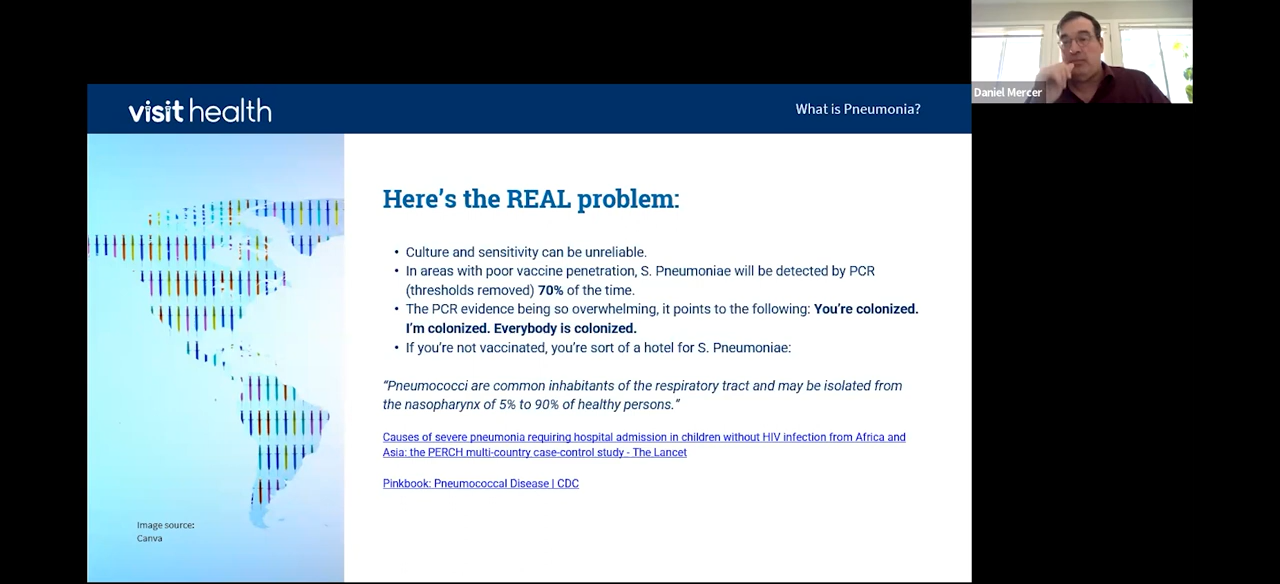 visit health
What is Pneumonia?
Daniel Mercer
Here's the REAL problem:
• Culture and sensitivity can be unreliable.
• In areas with poor vaccine penetration, S. Pneumoniae will be detected by PCR
(thresholds removed) 70% of the time.
• The PCR evidence being so overwhelming, it points to the following: You're colonized.
I'm colonized. Everybody is colonized.
• If you're not vaccinated, you're sort of a hotel for S. Pneumoniae:
“Pneumococci are common inhabitants of the respiratory tract and may be isolated from
the nasopharynx of 5% to 90% of healthy persons.“
Causes of severe pneumonia requiring hospital admission in children without HIV infection from Africa and
Asia: the PERCH multi-country case-control study - The Lancet
Pinkbook: Pneumococcal Disease | CDC
Image source:
Canva